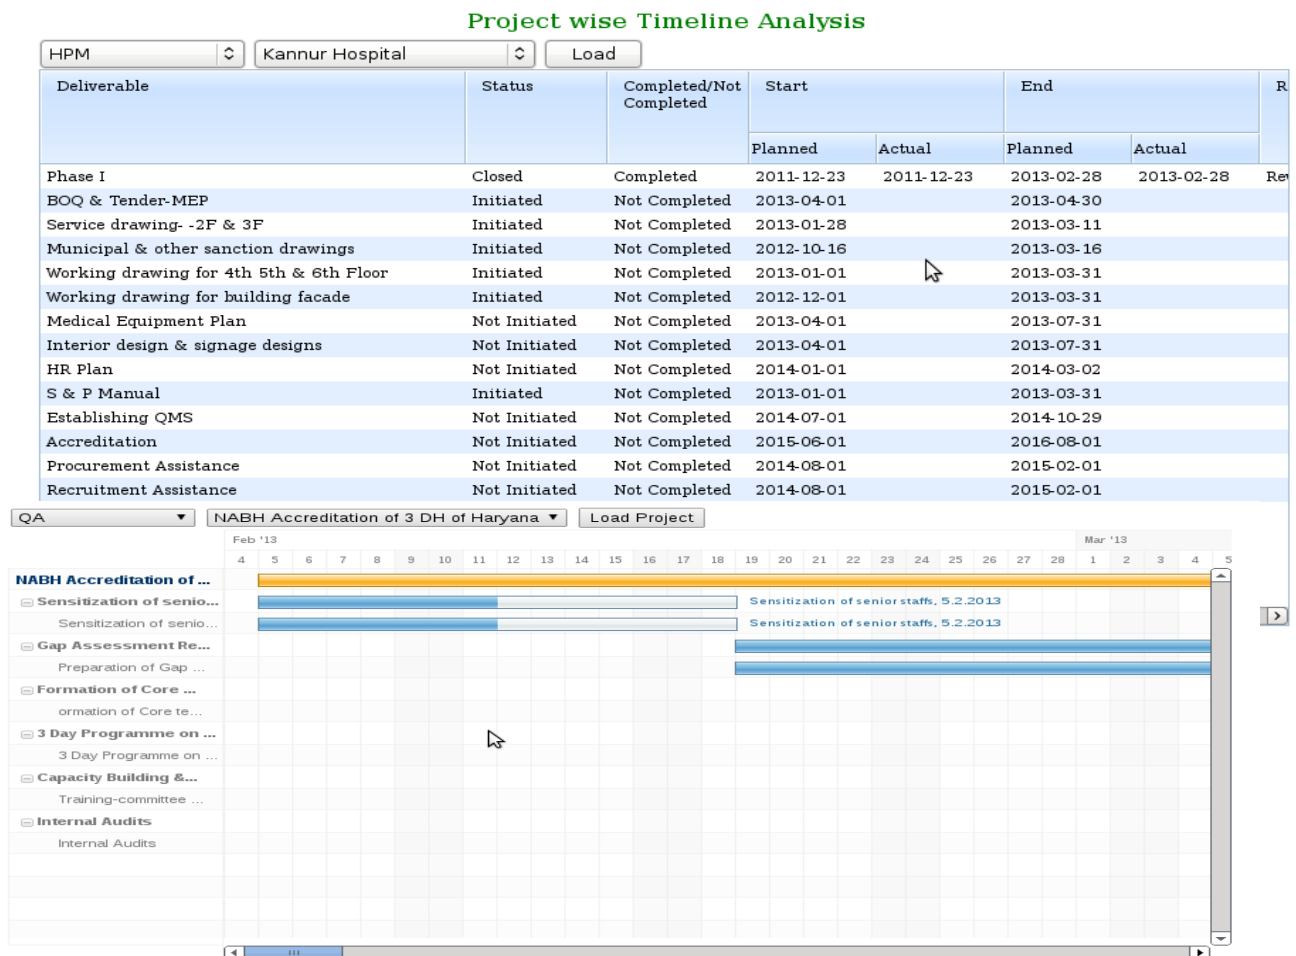 Project wise Timeline Analysis
HPM Kannur Hospital Load
Deliverable Status Completed/Not Completed Start End R
Planned Actual Planned Actual
Phase I Closed Completed 2011-12-23 2011-12-23 2013-02-28 2013-02-28 Rev
BOQ & Tender-MEP Initiated Not Completed 2013-04-01 2013-04-30
Service drawing- -2F & 3F Initiated Not Completed 2013-01-28 2013-03-11
Municipal & other sanction drawings Initiated Not Completed 2012-10-16 2013-03-16
Working drawing for 4th 5th & 6th Floor Initiated Not Completed 2013-01-01 2013-03-31
Working drawing for building facade Initiated Not Completed 2012-12-01 2013-03-31
Medical Equipment Plan Not Initiated Not Completed 2013-04-01 2013-07-31
Interior design & signage designs Not Initiated Not Completed 2013-04-01 2013-07-31
HR Plan Not Initiated Not Completed 2014-01-01 2014-03-02
S & P Manual Initiated Not Completed 2013-01-01 2013-03-31
Establishing QMS Not Initiated Not Completed 2014-07-01 2014-10-29
Accreditation Not Initiated Not Completed 2015-06-01 2016-08-01
Procurement Assistance Not Initiated Not Completed 2014-08-01 2015-02-01
Recruitment Assistance Not Initiated Not Completed 2014-08-01 2015-02-01
QA NABH Accreditation of 3 DH of Haryana Load Project
Feb '13 Mar '13
4 5 6 7 8 9 10 11 12 13 14 15 16 17 18 19 20 21 22 23 24 25 26 27 28 1 2 3 4 5
NABH Accreditation of ...
Sensitization of senio... Sensitization of senior staffs, 5.2.2013
Sensitization of senio... Sensitization of senior staffs, 5.2.2013
Gap Assessment Re...
Preparation of Gap ...
Formation of Core ...
ormation of Core te...
3 Day Programme on ...
3 Day Programme on ...
Capacity Building &...
Training-committee ...
Internal Audits
Internal Audits